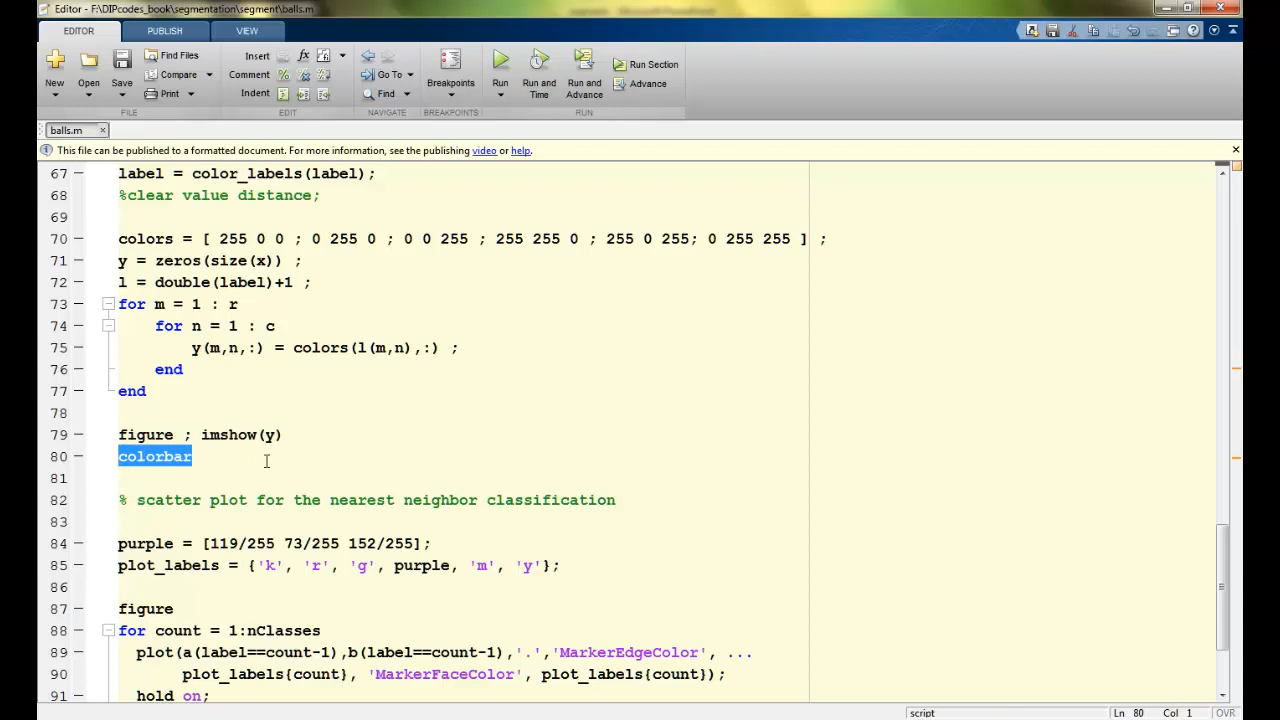 Editor - F:\DIPcodes_book\segmentation\segment\balls.m
EDITOR PUBLISH VIEW
New Open Save Find Files Compare Print Insert Comment Indent fx Go To Find Breakpoints Run Run and Time Run and Advance Run Section Advance
FILE EDIT NAVIGATE BREAKPOINTS RUN
balls.m
This file can be published to a formatted document. For more information, see the publishing video or help.
67 label = color_labels(label);
68 %clear value distance;
69
70 colors = [ 255 0 0 ; 0 255 0 ; 0 0 255 ; 255 255 0 ; 255 0 255; 0 255 255 ] ;
71 y = zeros(size(x)) ;
72 l = double(label)+1 ;
73 for m = 1 : r
74 for n = 1 : c
75 y(m,n,:) = colors(l(m,n),:) ;
76 end
77 end
78
79 figure ; imshow(y)
80 colorbar
81
82 % scatter plot for the nearest neighbor classification
83
84 purple = [119/255 73/255 152/255];
85 plot_labels = {'k', 'r', 'g', purple, 'm', 'y'};
86
87 figure
88 for count = 1:nClasses
89 plot(a(label==count-1),b(label==count-1),'.','MarkerEdgeColor', ...
90 plot_labels{count}, 'MarkerFaceColor', plot_labels{count});
91 hold on;
script Ln 80 Col 1 OVR